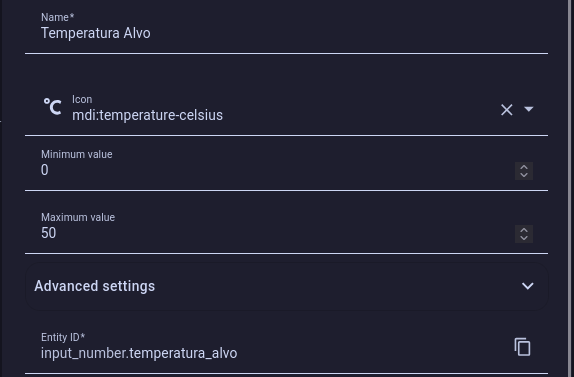 Name*
Temperatura Alvo
Icon
mdi:temperature-celsius
Minimum value
0
Maximum value
50
Advanced settings
Entity ID*
input_number.temperatura_alvo